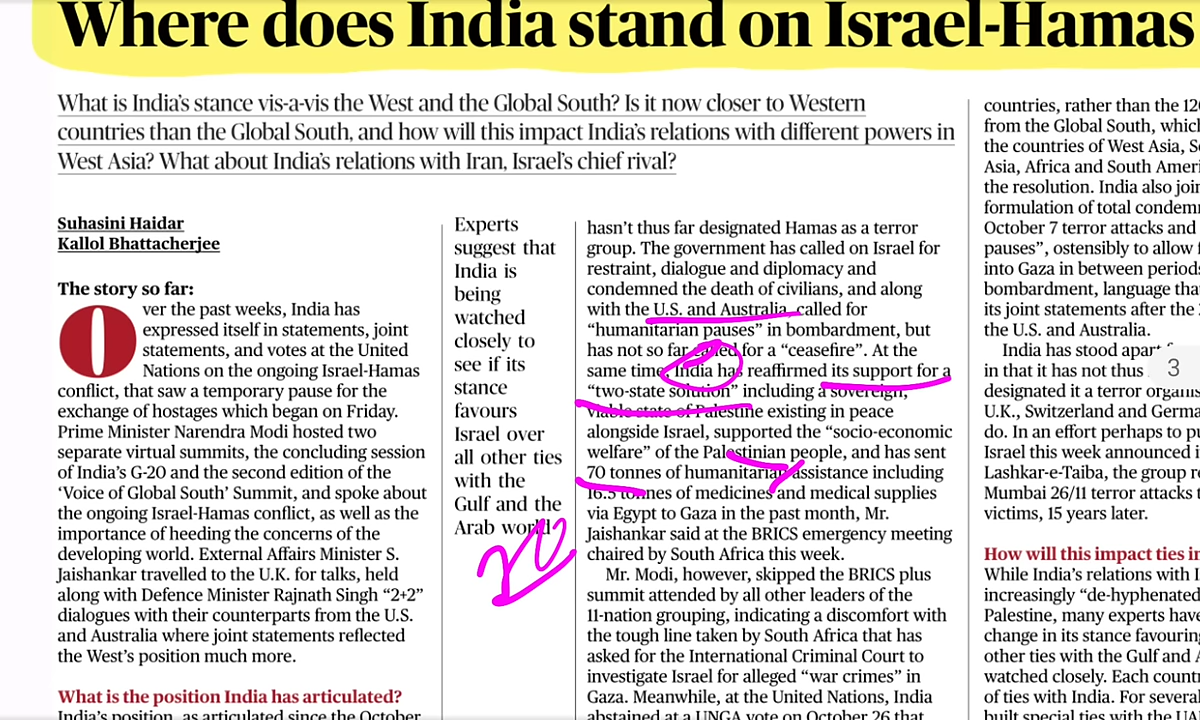 Where does India stand on Israel-Hamas
What is India's stance vis-a-vis the West and the Global South? Is it now closer to Western
countries than the Global South, and how will this impact India's relations with different powers in
West Asia? What about India's relations with Iran, Israel's chief rival?
Suhasini Haidar
Kallol Bhattacherjee
The story so far:
Over the past weeks, India has
expressed itself in statements, joint
statements, and votes at the United
Nations on the ongoing Israel-Hamas
conflict, that saw a temporary pause for the
exchange of hostages which began on Friday.
Prime Minister Narendra Modi hosted two
separate virtual summits, the concluding session
of India's G-20 and the second edition of the
'Voice of Global South' Summit, and spoke about
the ongoing Israel-Hamas conflict, as well as the
importance of heeding the concerns of the
developing world. External Affairs Minister S.
Jaishankar travelled to the U.K. for talks, held
along with Defence Minister Rajnath Singh "2+2"
dialogues with their counterparts from the U.S.
and Australia where joint statements reflected
the West's position much more.
What is the position India has articulated?
India's position, as articulated since the October
Experts
suggest that
India is
being
watched
closely to
see if its
stance
favours
Israel over
all other ties
with the
Gulf and the
Arab world
hasn't thus far designated Hamas as a terror
group. The government has called on Israel for
restraint, dialogue and diplomacy and
condemned the death of civilians, and along
with the U.S. and Australia, called for
"humanitarian pauses" in bombardment, but
has not so far called for a "ceasefire". At the
same time, India has reaffirmed its support for a
"two-state solution" including a sovereign,
viable state of Palestine existing in peace
alongside Israel, supported the "socio-economic
welfare" of the Palestinian people, and has sent
70 tonnes of humanitarian assistance including
16.5 tonnes of medicines and medical supplies
via Egypt to Gaza in the past month, Mr.
Jaishankar said at the BRICS emergency meeting
chaired by South Africa this week.
Mr. Modi, however, skipped the BRICS plus
summit attended by all other leaders of the
11-nation grouping, indicating a discomfort with
the tough line taken by South Africa that has
asked for the International Criminal Court to
investigate Israel for alleged "war crimes" in
Gaza. Meanwhile, at the United Nations, India
abstained at a UNGA vote on October 26 that
countries, rather than the 12
from the Global South, whic
the countries of West Asia, S
Asia, Africa and South Ameri
the resolution. India also join
formulation of total condem
October 7 terror attacks and
pauses", ostensibly to allow
into Gaza in between periods
bombardment, language tha
its joint statements after the
the U.S. and Australia.
India has stood apart
in that it has not thus
designated it a terror organis
U.K., Switzerland and Germa
do. In an effort perhaps to pu
Israel this week announced i
Lashkar-e-Taiba, the group r
Mumbai 26/11 terror attacks
victims, 15 years later.
How will this impact ties i
While India's relations with I
increasingly "de-hyphenated
Palestine, many experts have
change in its stance favouring
other ties with the Gulf and A
watched closely. Each countr
of ties with India. For several
built special ties with the UA
3